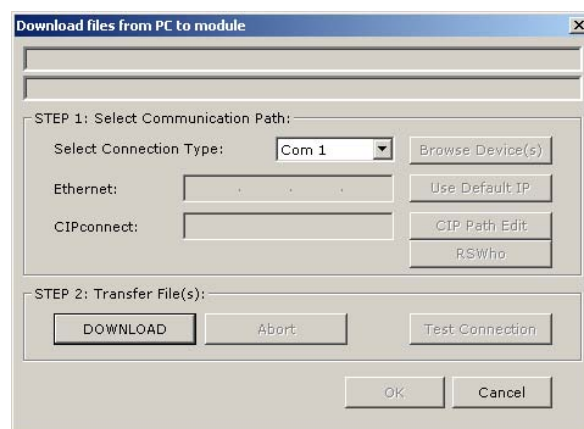 Download files from PC to module
STEP 1: Select Communication Path:
Select Connection Type: Com 1 Browse Device(s)
Ethernet: . . . Use Default IP
CIPconnect: CIP Path Edit
RSWho
STEP 2: Transfer File(s):
DOWNLOAD Abort Test Connection
OK Cancel